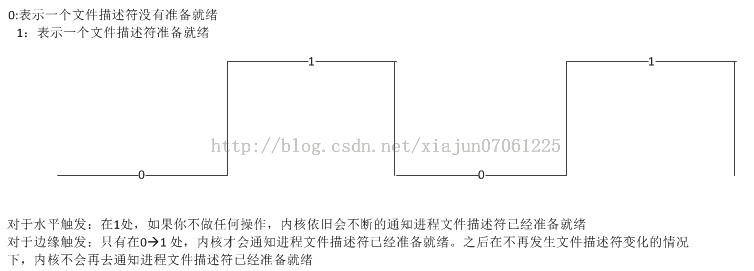 0:表示一个文件描述符没有准备就绪
1：表示一个文件描述符准备就绪
1
1
http://blog.csdn.net/xiajun07061225
0
0
对于水平触发：在1处，如果你不做任何操作，内核依旧会不断的通知进程文件描述符已经准备就绪
对于边缘触发：只有在0→1 处，内核才会通知进程文件描述符已经准备就绪。之后在不再发生文件描述符变化的情况
下，内核不会再去通知进程文件描述符已经准备就绪